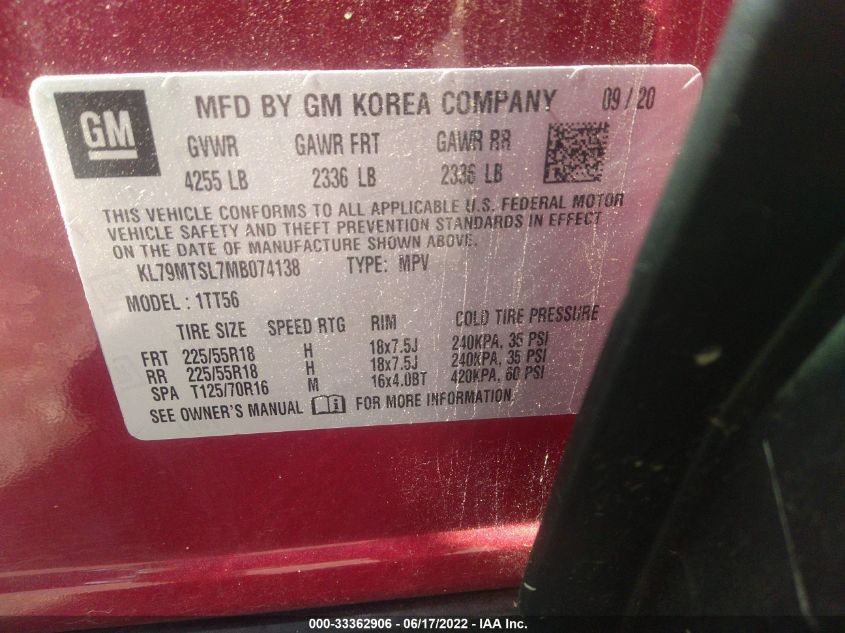 GM
MFD BY GM KOREA COMPANY 09/20
GVWR GAWR FRT GAWR RR
4255 LB 2336 LB 2336 LB
THIS VEHICLE CONFORMS TO ALL APPLICABLE U.S. FEDERAL MOTOR
VEHICLE SAFETY AND THEFT PREVENTION STANDARDS IN EFFECT
ON THE DATE OF MANUFACTURE SHOWN ABOVE.
KL79MTSL7MB074138 TYPE: MPV
MODEL: 1TT56
TIRE SIZE SPEED RTG RIM COLD TIRE PRESSURE
FRT 225/55R18 H 18x7.5J 240KPA, 35 PSI
RR 225/55R18 H 18x7.5J 240KPA, 35 PSI
SPA T125/70R16 M 16x4.0BT 420KPA, 60 PSI
SEE OWNER'S MANUAL i FOR MORE INFORMATION.
000-33362906 - 06/17/2022 - IAA Inc.